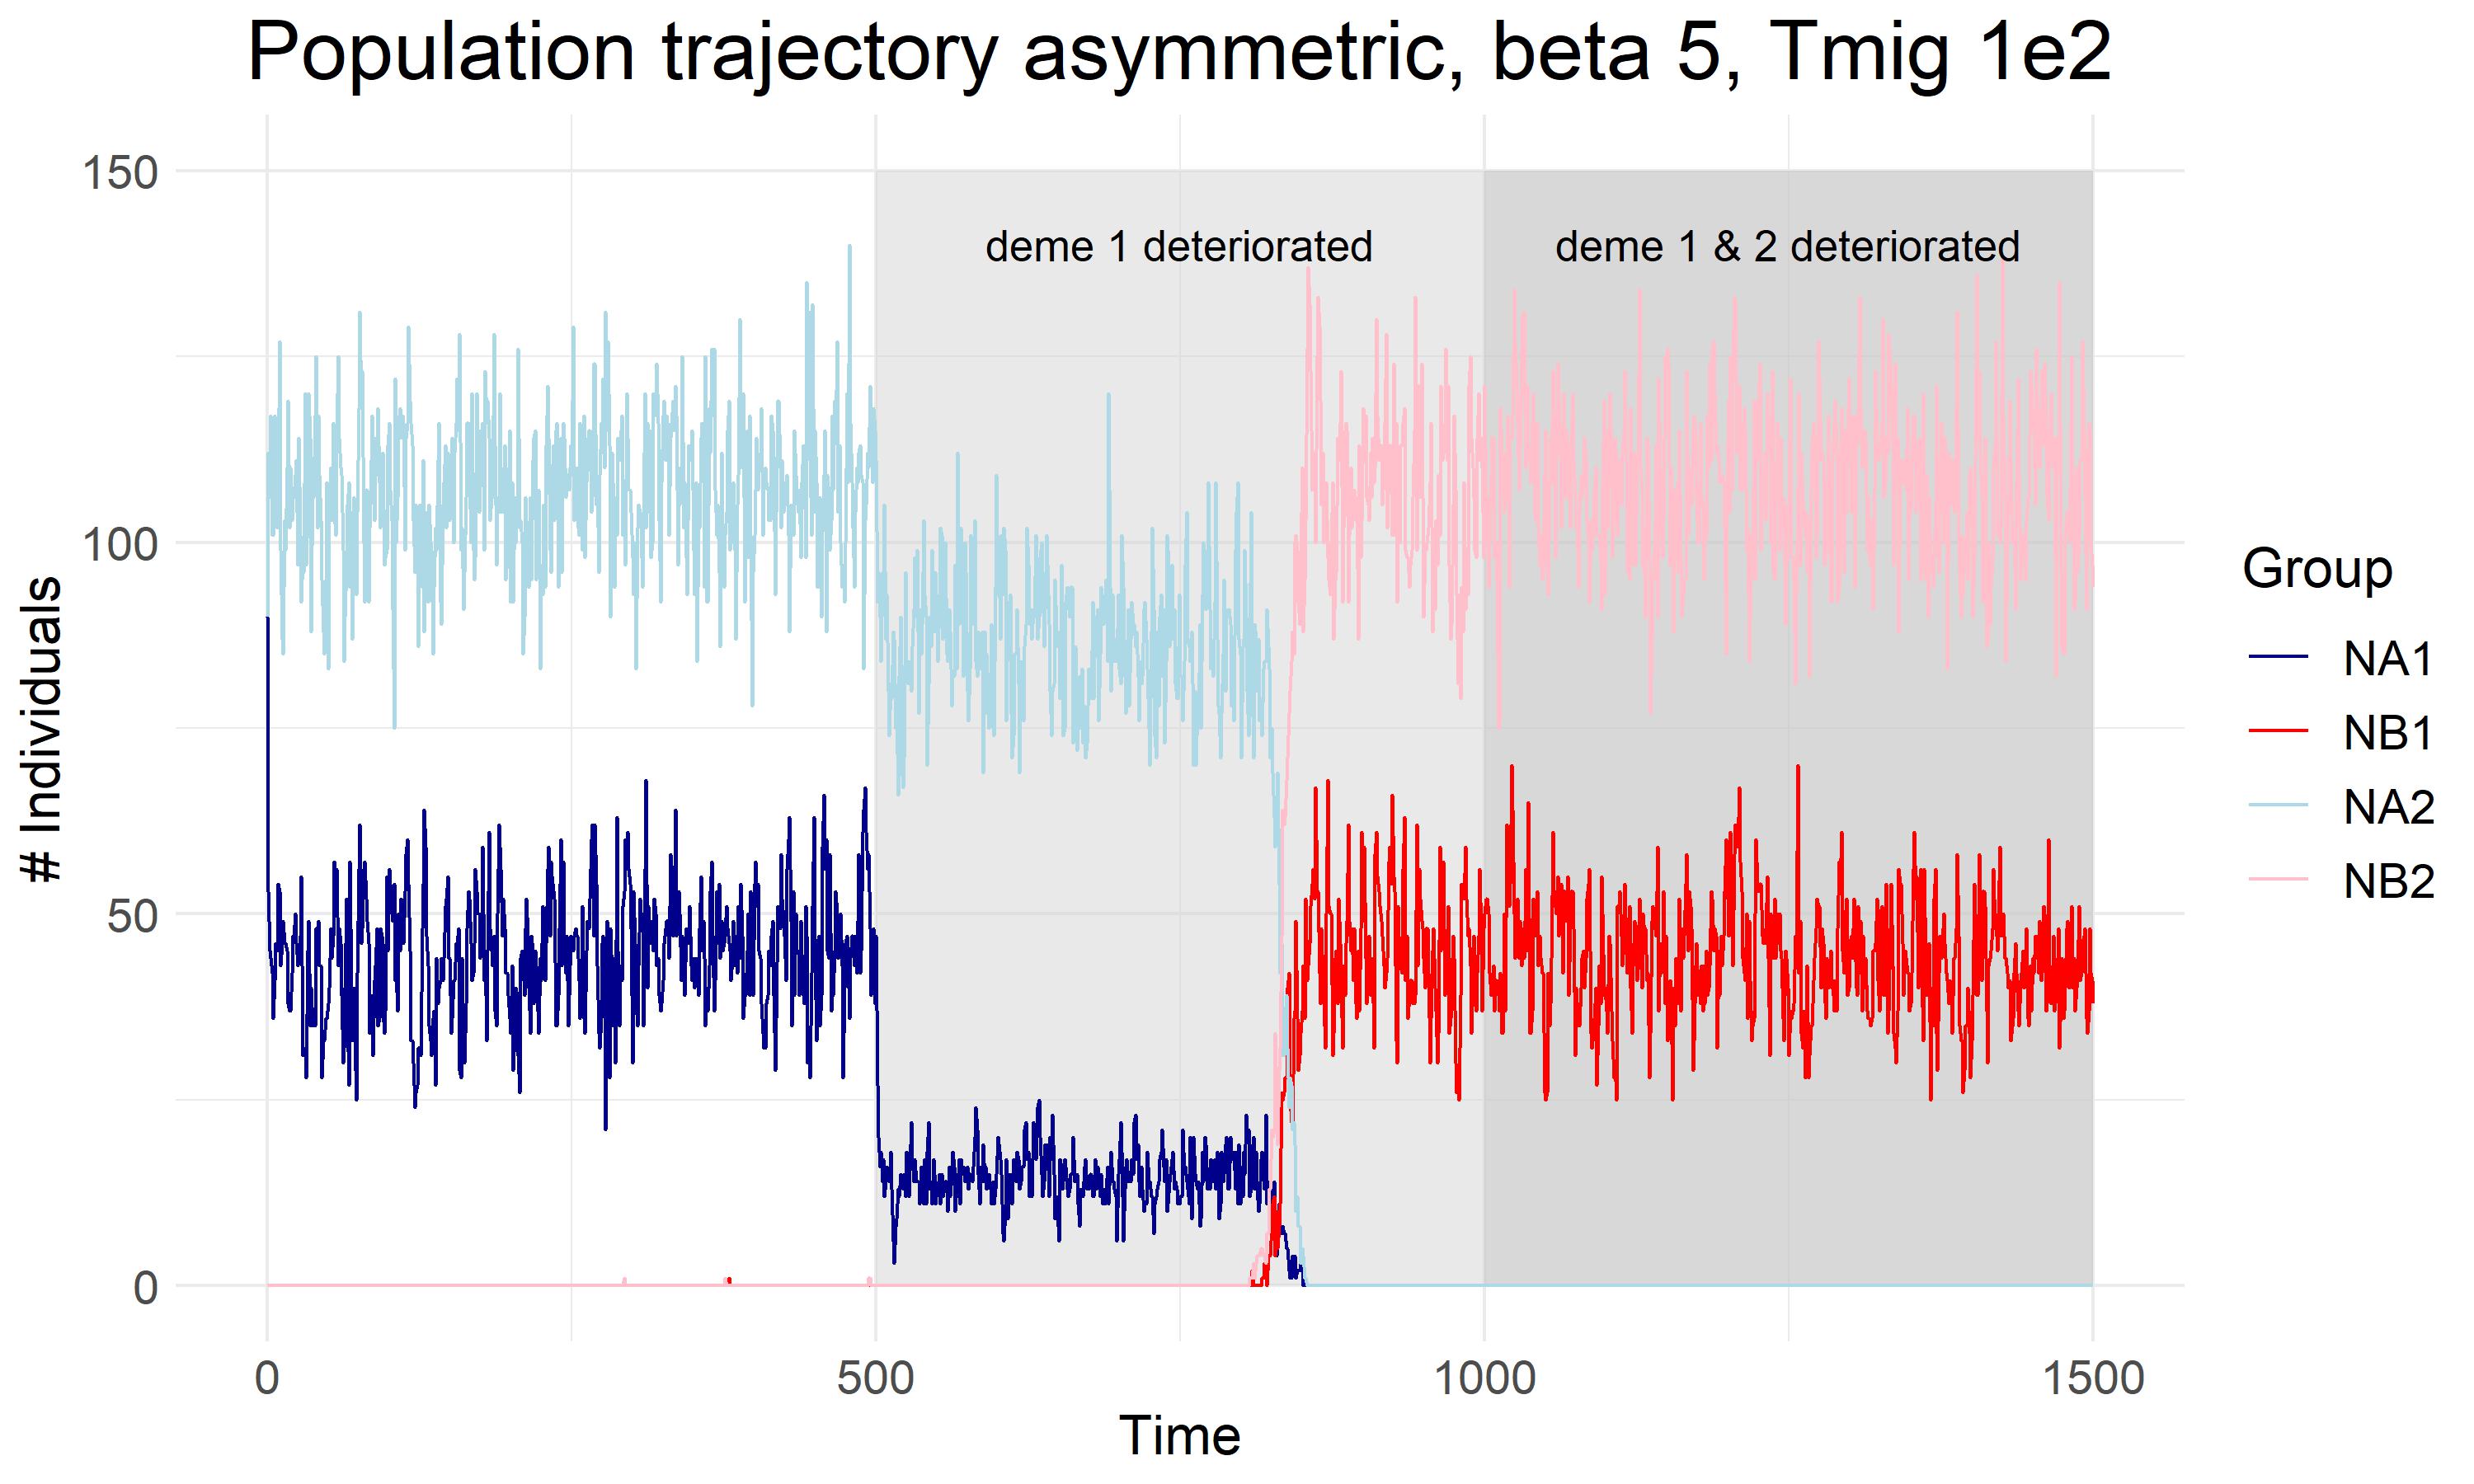 Population trajectory asymmetric, beta 5, Tmig 1e2
150
100
50
0
# Individuals
deme 1 deteriorated
deme 1 & 2 deteriorated
0
500
1000
1500
Time
Group
NA1
NB1
NA2
NB2